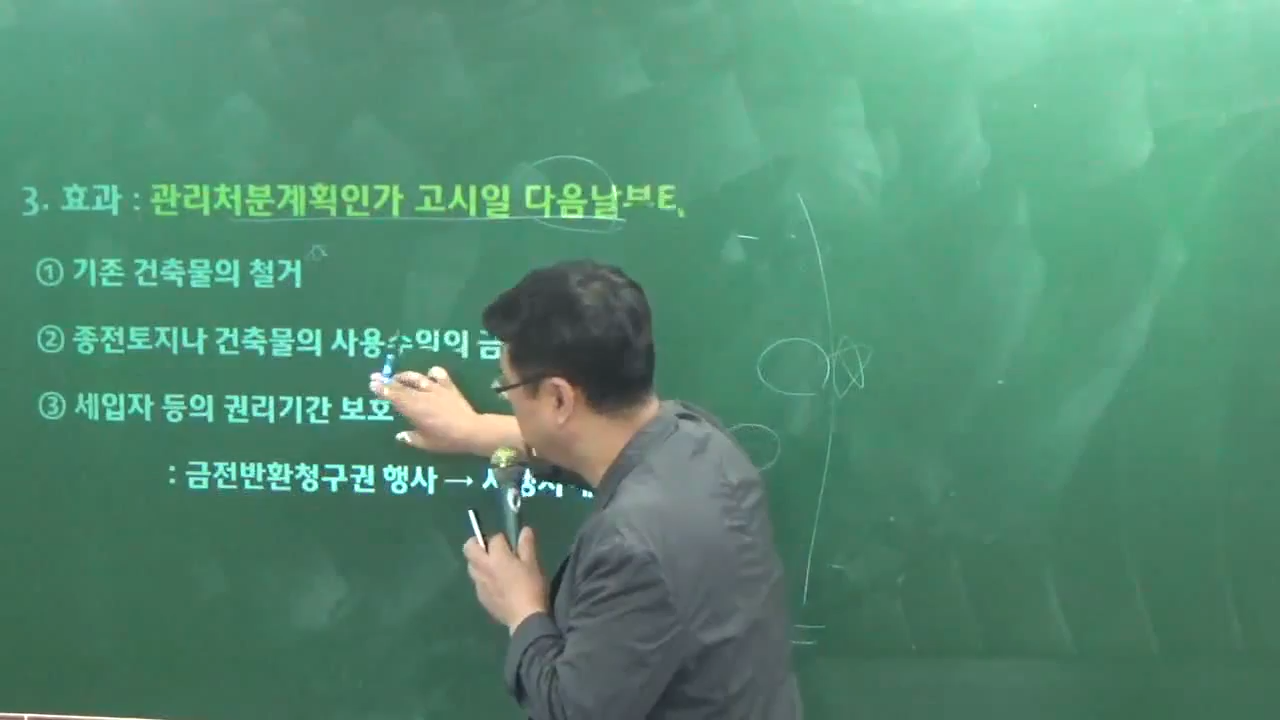 3. 효과 : 관리처분계획인가 고시일 다음날부터
① 기존 건축물의 철거
② 종전토지나 건축물의 사용수익의 금
③ 세입자 등의 권리기간 보호
: 금전반환청구권 행사 →